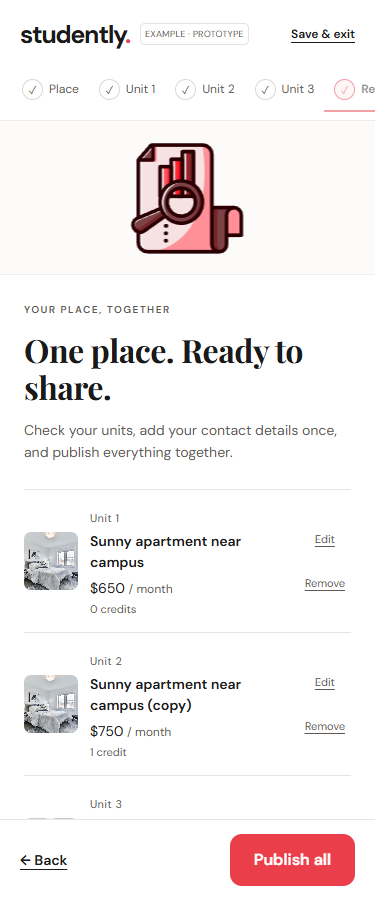 studently.
EXAMPLE · PROTOTYPE
Save & exit
Place
Unit 1
Unit 2
Unit 3
Re
YOUR PLACE, TOGETHER
One place. Ready to
share.
Check your units, add your contact details once,
and publish everything together.
Unit 1
Sunny apartment near
campus
$650 / month
0 credits
Edit
Remove
Unit 2
Sunny apartment near
campus (copy)
$750 / month
1 credit
Edit
Remove
Unit 3
← Back
Publish all